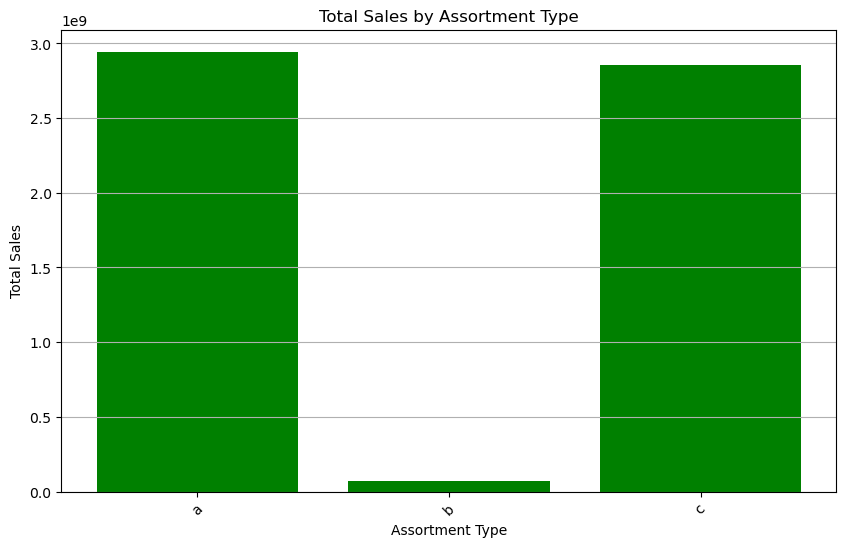 Total Sales by Assortment Type
1e9
3.0
2.5
2.0
1.5
1.0
0.5
0.0
Total Sales
a
b
c
Assortment Type